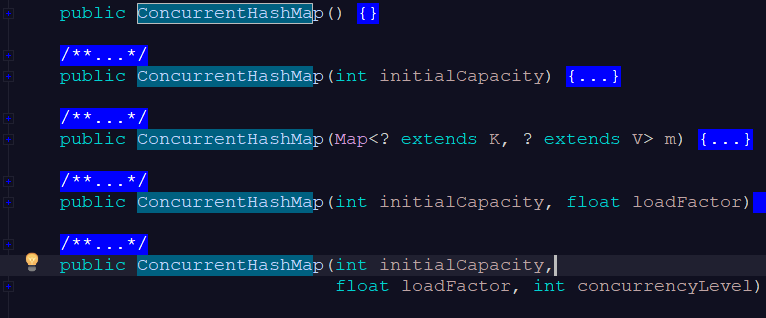 public ConcurrentHashMap() {}
/**...*/
public ConcurrentHashMap(int initialCapacity) {...}
/**...*/
public ConcurrentHashMap(Map<? extends K, ? extends V> m) {...}
/**...*/
public ConcurrentHashMap(int initialCapacity, float loadFactor)
/**...*/
public ConcurrentHashMap(int initialCapacity,
float loadFactor, int concurrencyLevel)